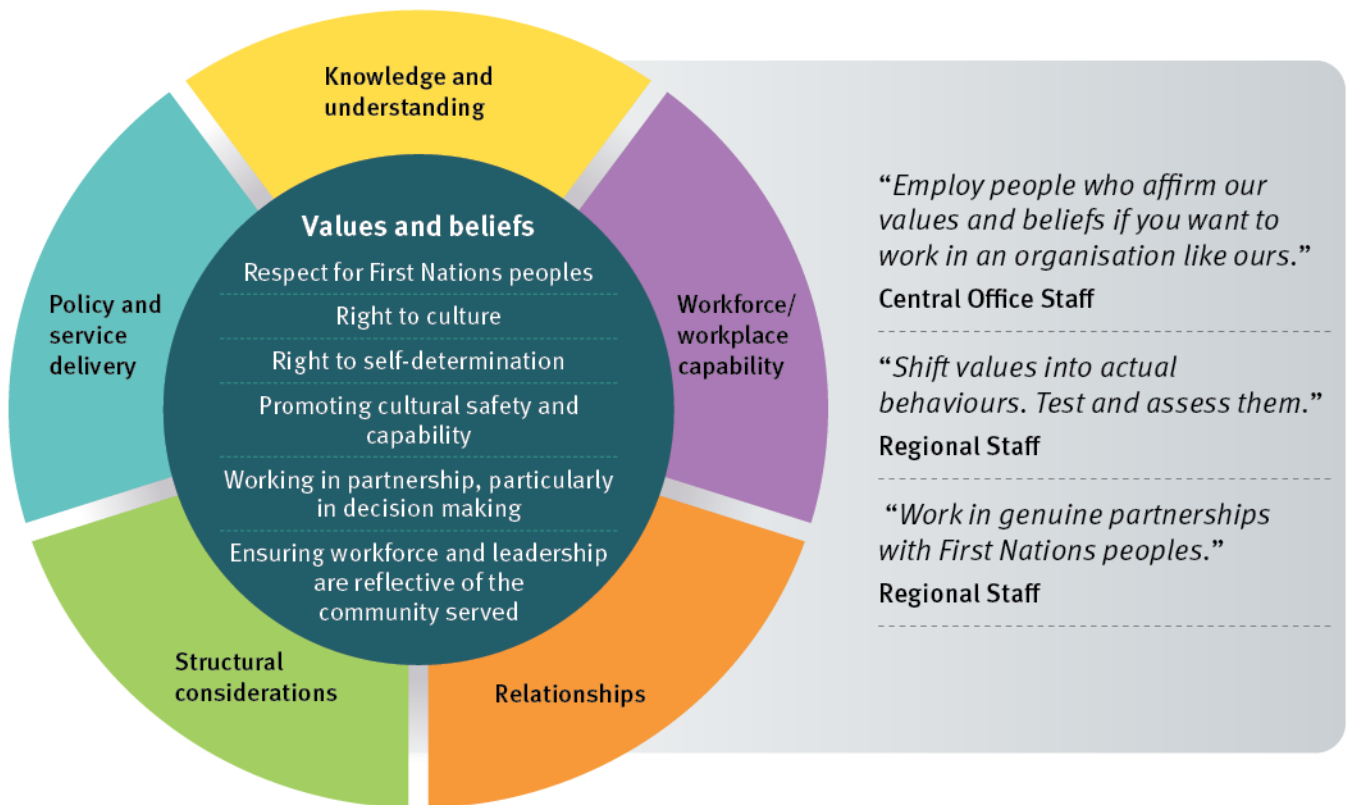 Knowledge and
understanding
Policy and
service
delivery
Values and beliefs
Respect for First Nations peoples
Right to culture
Right to self-determination
Promoting cultural safety and
capability
Working in partnership, particularly
in decision making
Ensuring workforce and leadership
are reflective of the
community served
Workforce/
workplace
capability
Structural
considerations
Relationships
“Employ people who affirm our
values and beliefs if you want to
work in an organisation like ours.”
Central Office Staff
“Shift values into actual
behaviours. Test and assess them.”
Regional Staff
“Work in genuine partnerships
with First Nations peoples.”
Regional Staff